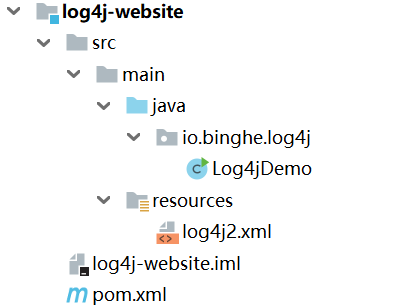 log4j-website
src
main
java
io.binghe.log4j
Log4jDemo
resources
log4j2.xml
log4j-website.iml
pom.xml